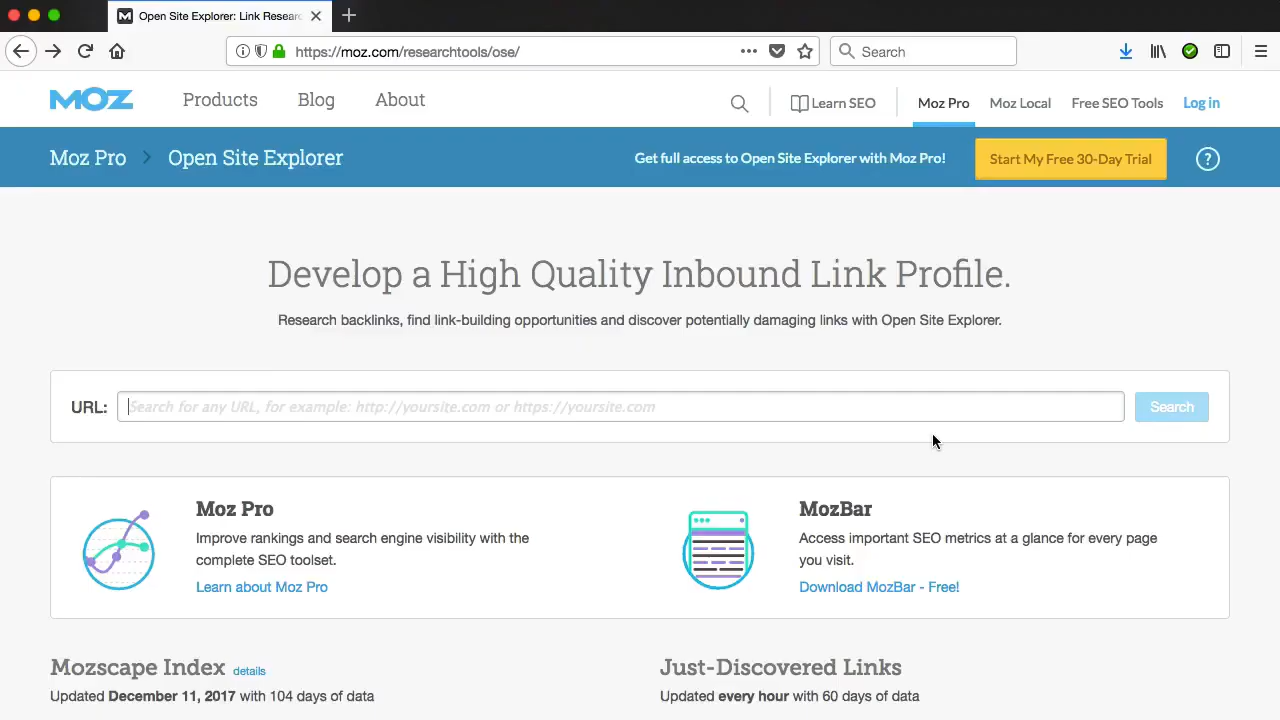 Open Site Explorer: Link Resear
https://moz.com/researchtools/ose/
Search
MOZ
Products
Blog
About
Learn SEO
Moz Pro
Moz Local
Free SEO Tools
Log in
Moz Pro
Open Site Explorer
Get full access to Open Site Explorer with Moz Pro!
Start My Free 30-Day Trial
?
Develop a High Quality Inbound Link Profile.
Research backlinks, find link-building opportunities and discover potentially damaging links with Open Site Explorer.
URL:
Search for any URL, for example: http://yoursite.com or https://yoursite.com
Search
Moz Pro
Improve rankings and search engine visibility with the
complete SEO toolset.
Learn about Moz Pro
MozBar
Access important SEO metrics at a glance for every page
you visit.
Download MozBar - Free!
Mozscape Index details
Updated December 11, 2017 with 104 days of data
Just-Discovered Links
Updated every hour with 60 days of data